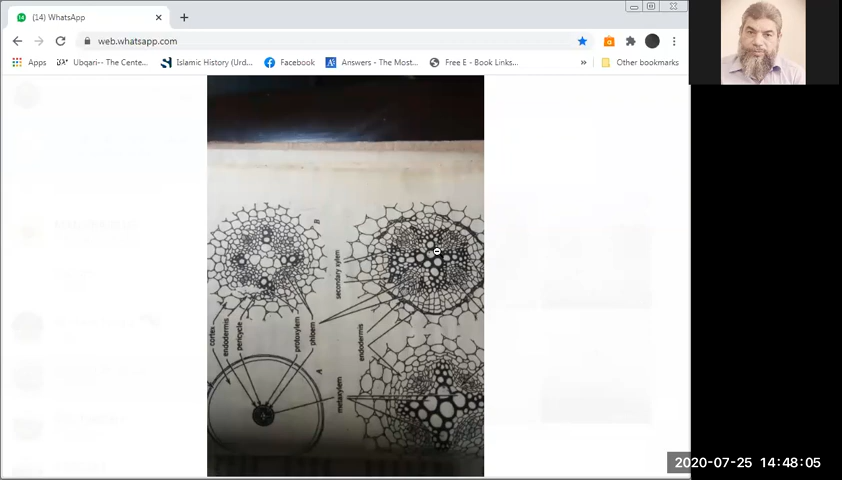 (14) WhatsApp
web.whatsapp.com
Apps
Ubqari-- The Cente...
Islamic History (Urd...
Facebook
Answers - The Most...
Free E - Book Links...
»
Other bookmarks
B
secondary xylem
cortex
endodermis
pericycle
protoxylem
phloem
endodermis
A
metaxylem
2020-07-25 14:48:05